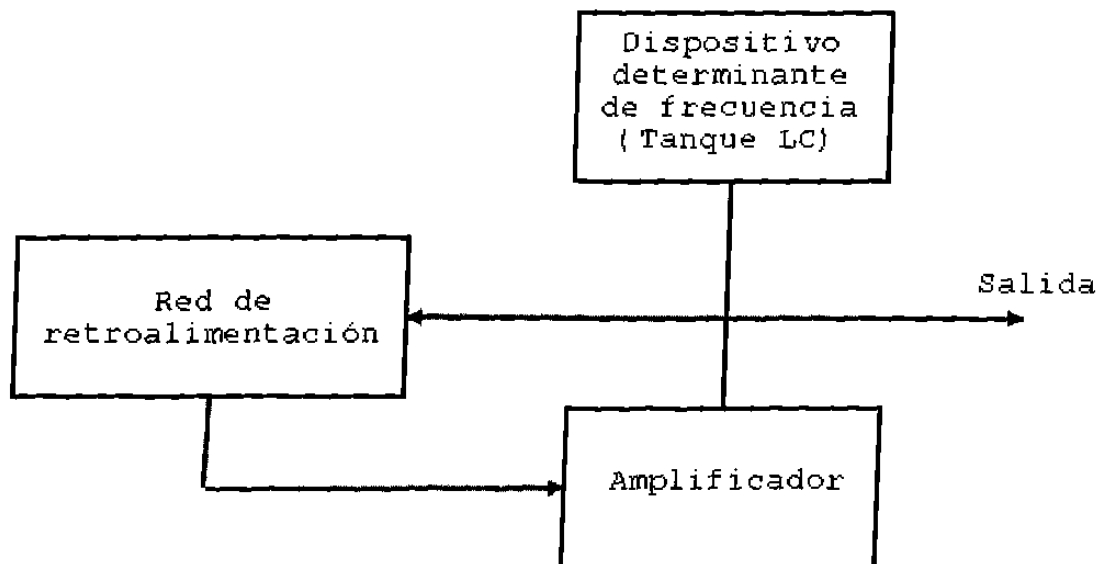 Dispositivo
determinante
de frecuencia
(Tanque LC)
Salida
Red de
retroalimentación
Amplificador